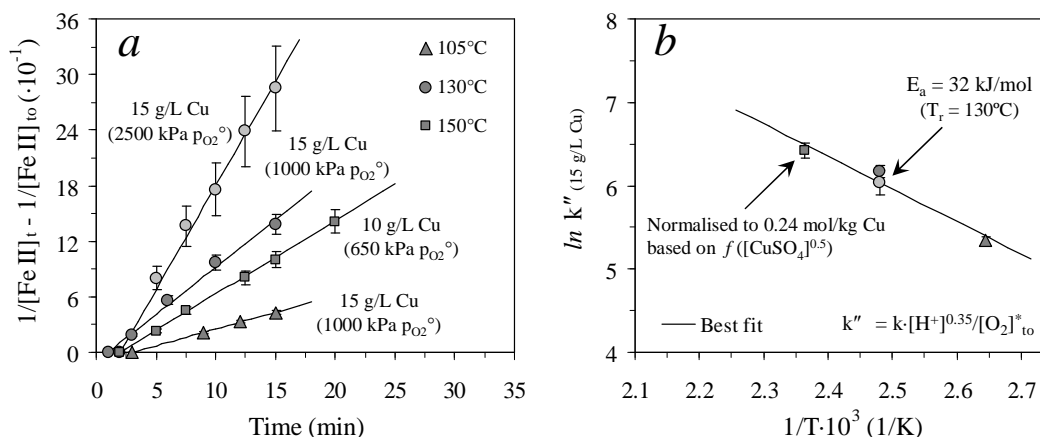 a
1/[Fe II]t - 1/[Fe II]to (·10⁻¹)
36
30
24
18
12
6
0
105°C
130°C
150°C
15 g/L Cu
(2500 kPa pO2°)
15 g/L Cu
(1000 kPa pO2°)
10 g/L Cu
(650 kPa pO2°)
15 g/L Cu
(1000 kPa pO2°)
0 5 10 15 20 25 30 35
Time (min)
b
ln k″ (15 g/L Cu)
8
7
6
5
4
Ea = 32 kJ/mol
(Tr = 130ºC)
Normalised to 0.24 mol/kg Cu
based on f ([CuSO4]^0.5)
Best fit
k″ = k·[H⁺]^0.35/[O2]*to
2.1 2.2 2.3 2.4 2.5 2.6 2.7
1/T·10³ (1/K)